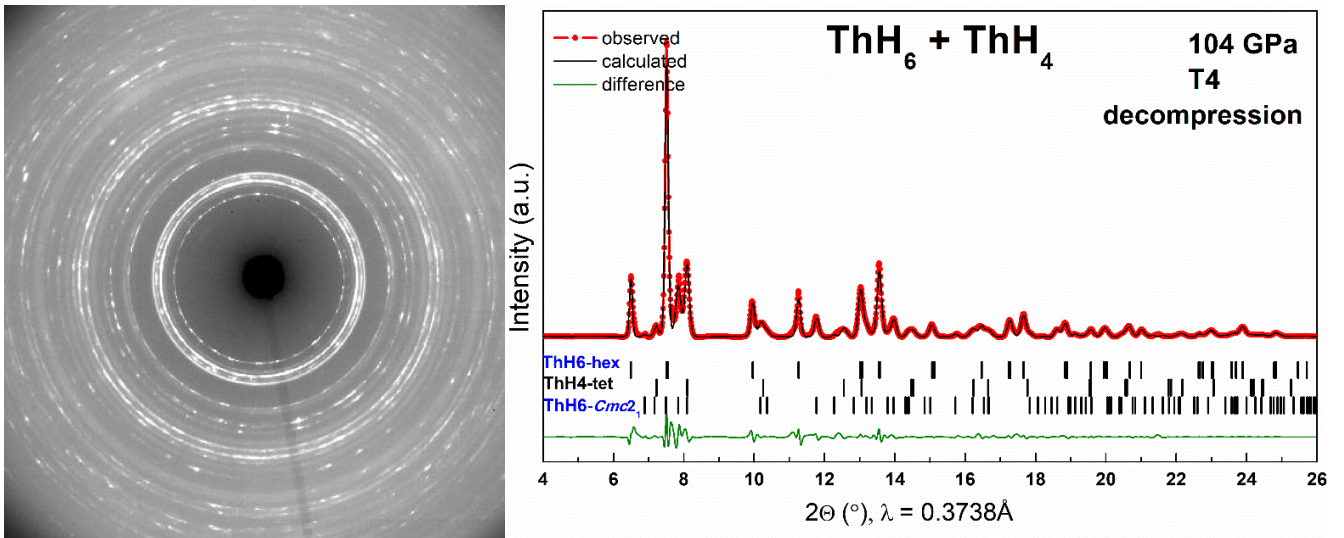 observed
calculated
difference
ThH6 + ThH4
104 GPa
T4
decompression
Intensity (a.u.)
ThH6-hex
ThH4-tet
ThH6-Cmc21
4 6 8 10 12 14 16 18 20 22 24 26
2Θ (°), λ = 0.3738Å